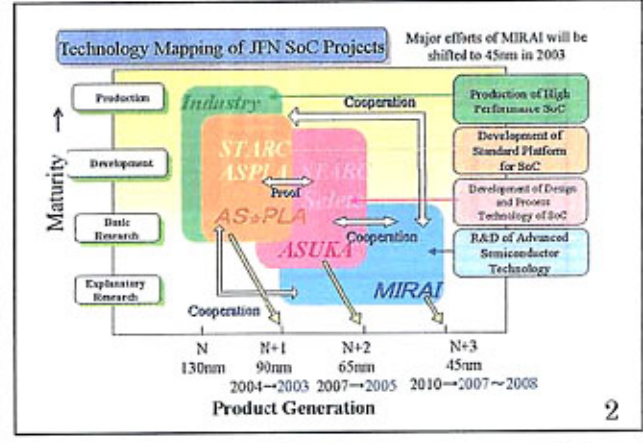 Technology Mapping of JFN SoC Projects
Major efforts of MIRAI will be
shifted to 45nm in 2003
Maturity
Production
Development
Basic
Research
Explanatory
Research
Industry
STARC
ASPLA
AS☆PLA
STARC
Selete
ASUKA
MIRAI
Cooperation
Proof
Cooperation
Cooperation
Production of High
Performance SoC
Development of
Standard Platform
for SoC
Development of Design
and Process
Technology of SoC
R&D of Advanced
Semiconductor
Technology
N
130nm
N+1
90nm
2004→2003
N+2
65nm
2007→2005
N+3
45nm
2010→2007~2008
Product Generation
2